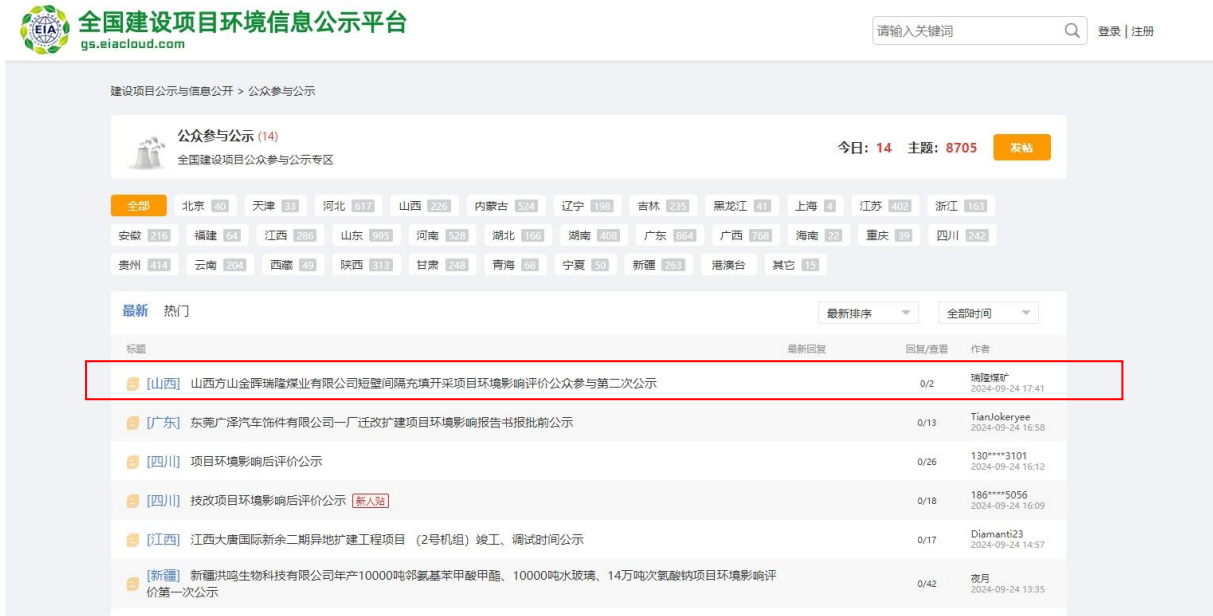 EIA 全国建设项目环境信息公示平台 请输入关键词 登录 | 注册
gs.eiacloud.com
建设项目公示与信息公开 > 公众参与公示
公众参与公示 (14)
全国建设项目公众参与公示专区
今日: 14 主题: 8705 发帖
全部 北京 40 天津 33 河北 617 山西 226 内蒙古 524 辽宁 198 吉林 235 黑龙江 41 上海 4 江苏 402 浙江 163
安徽 216 福建 64 江西 286 山东 995 河南 528 湖北 166 湖南 408 广东 864 广西 768 海南 22 重庆 39 四川 242
贵州 414 云南 204 西藏 49 陕西 313 甘肃 248 青海 68 宁夏 50 新疆 263 港澳台 其它 15
最新 热门 最新排序 全部时间
标题 最新回复 回复/查看 作者
[山西] 山西方山金晖瑞隆煤业有限公司短壁间隔充填开采项目环境影响评价公众参与第二次公示 0/2 瑞隆煤矿
2024-09-24 17:41
[广东] 东莞广泽汽车饰件有限公司一厂迁改扩建项目环境影响报告书报批前公示 0/13 TianJokeryee
2024-09-24 16:58
[四川] 项目环境影响后评价公示 0/26 130****3101
2024-09-24 16:12
[四川] 技改项目环境影响后评价公示 新人贴 0/18 186****5056
2024-09-24 16:09
[江西] 江西大唐国际新余二期异地扩建工程项目 （2号机组）竣工、调试时间公示 0/17 Diamanti23
2024-09-24 14:57
[新疆] 新疆洪鸣生物科技有限公司年产10000吨邻氨基苯甲酸甲酯、10000吨水玻璃、14万吨次氯酸钠项目环境影响评
价第一次公示 0/42 夜月
2024-09-24 13:35